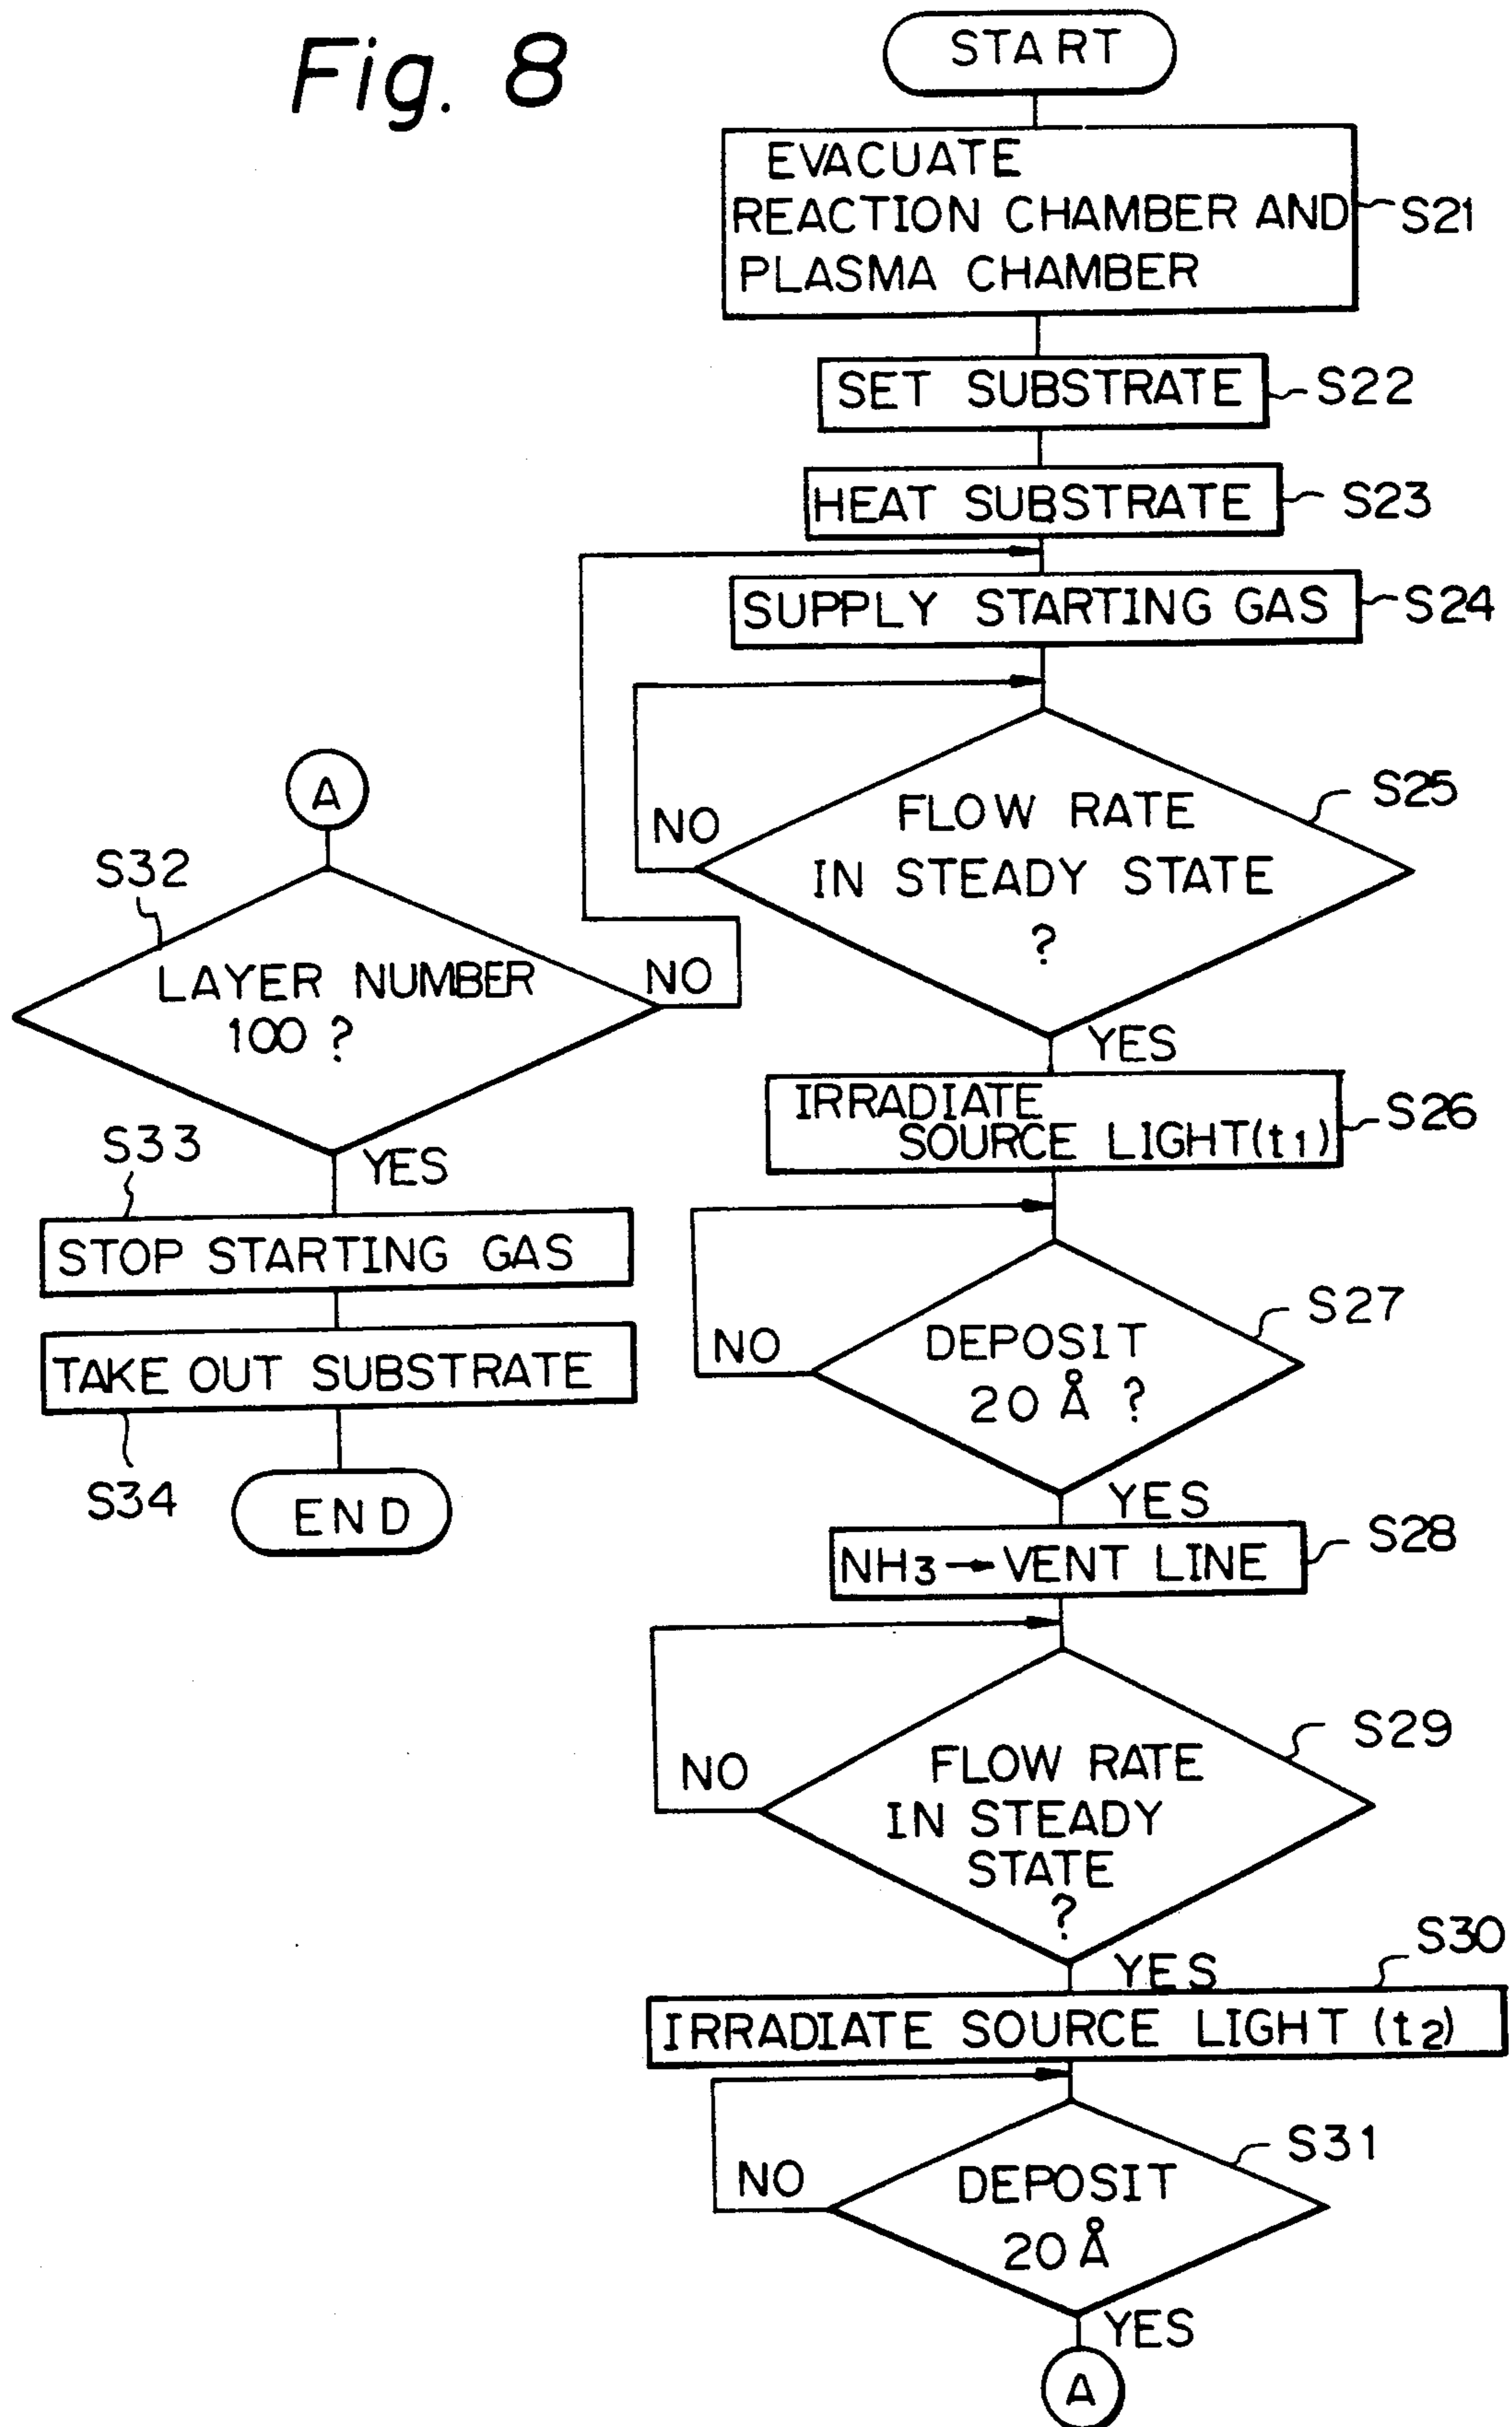 Fig. 8
START
EVACUATE
REACTION CHAMBER AND
PLASMA CHAMBER
S21
SET SUBSTRATE
S22
HEAT SUBSTRATE
S23
SUPPLY STARTING GAS
S24
FLOW RATE
IN STEADY STATE
?
S25
NO
YES
IRRADIATE
SOURCE LIGHT(t1)
S26
DEPOSIT
20 Å ?
S27
NO
YES
NH3→VENT LINE
S28
FLOW RATE
IN STEADY
STATE
?
S29
NO
YES
S30
IRRADIATE SOURCE LIGHT (t2)
DEPOSIT
20 Å
S31
NO
YES
A
A
S32
LAYER NUMBER
100 ?
NO
YES
S33
STOP STARTING GAS
TAKE OUT SUBSTRATE
S34
END